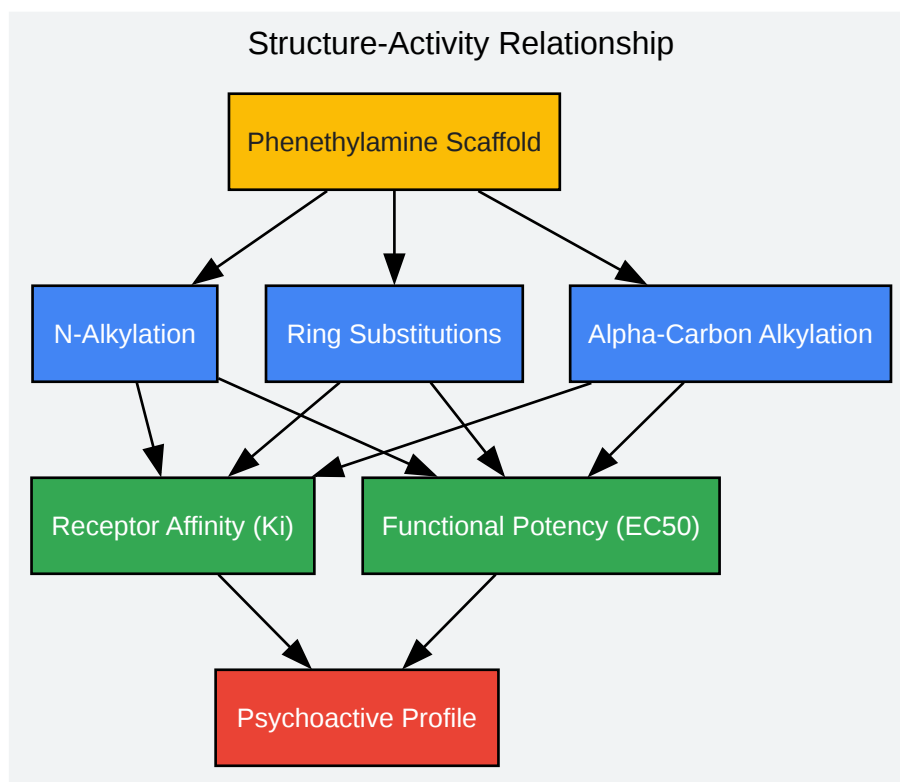 Structure-Activity Relationship
Phenethylamine Scaffold
N-Alkylation
Ring Substitutions
Alpha-Carbon Alkylation
Receptor Affinity (Ki)
Functional Potency (EC50)
Psychoactive Profile